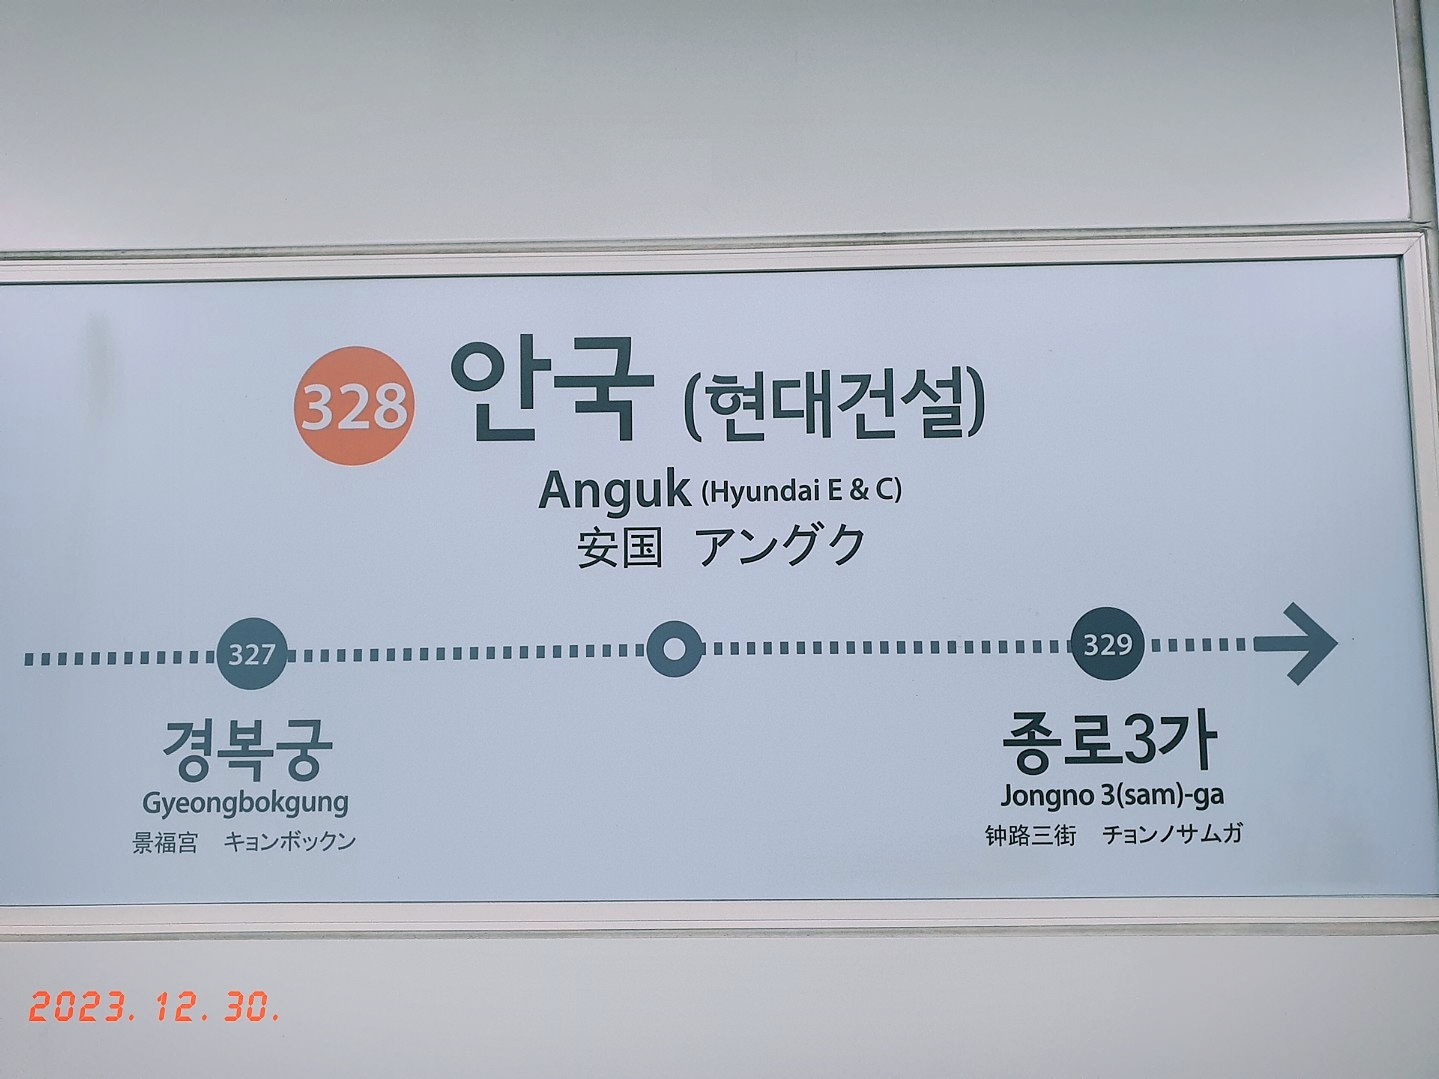 328 안국 (현대건설)
Anguk (Hyundai E & C)
安国 アングク
327 329
경복궁 종로3가
Gyeongbokgung Jongno 3(sam)-ga
景福宫 キョンボックン 钟路三街 チョンノサムガ
2023. 12. 30.